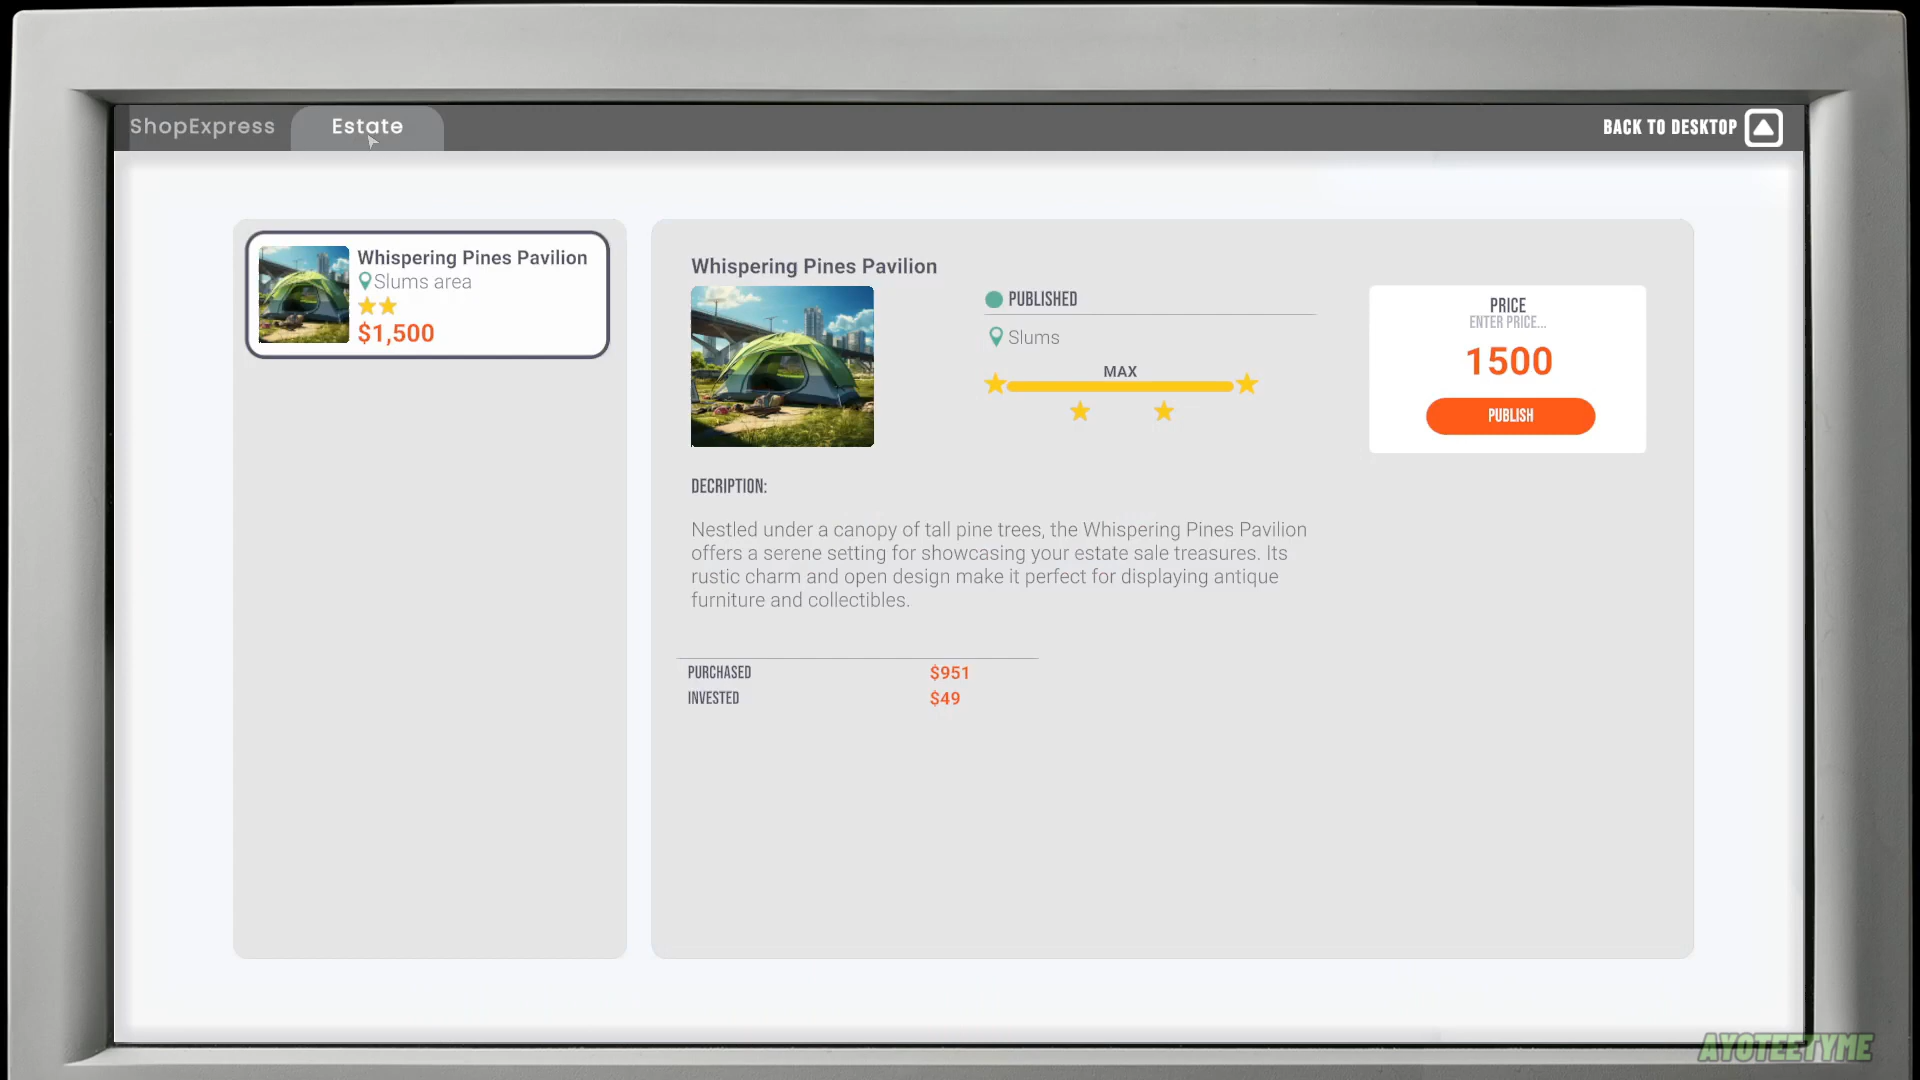 ShopExpress
Estate
BACK TO DESKTOP
Whispering Pines Pavilion
Slums area
$1,500
Whispering Pines Pavilion
PUBLISHED
Slums
MAX
PRICE
ENTER PRICE...
1500
PUBLISH
DECRIPTION:
Nestled under a canopy of tall pine trees, the Whispering Pines Pavilion
offers a serene setting for showcasing your estate sale treasures. Its
rustic charm and open design make it perfect for displaying antique
furniture and collectibles.
PURCHASED $951
INVESTED $49
AYOTEETYME